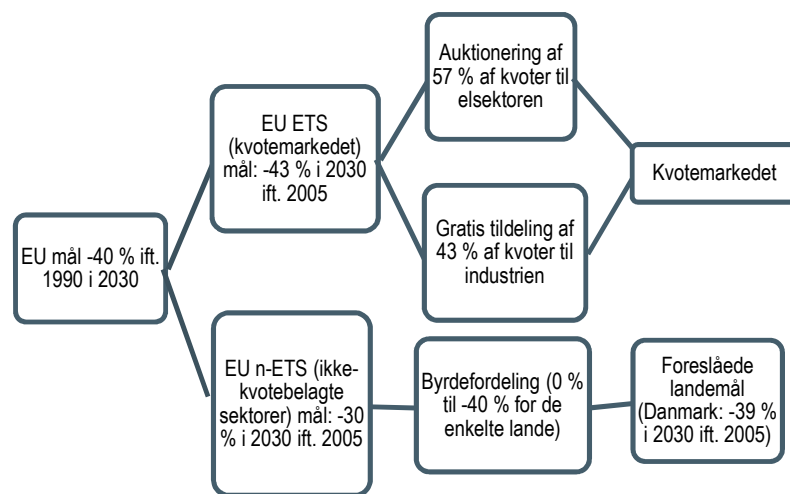 EU mål -40 % ift.
1990 i 2030
EU ETS
(kvotemarkedet)
mål: -43 % i 2030
ift. 2005
Auktionering af
57 % af kvoter til
elsektoren
Gratis tildeling af
43 % af kvoter til
industrien
Kvotemarkedet
EU n-ETS (ikke-
kvotebelagte
sektorer) mål: -30
% i 2030 ift. 2005
Byrdefordeling (0 %
til -40 % for de
enkelte lande)
Foreslåede
landemål
(Danmark: -39 %
i 2030 ift. 2005)